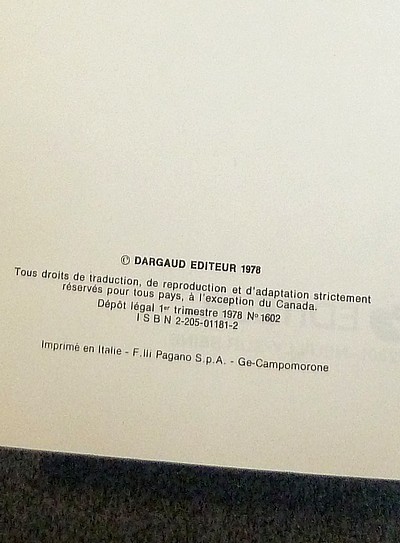 © DARGAUD EDITEUR 1978
Tous droits de traduction, de reproduction et d'adaptation strictement
réservés pour tous pays, à l'exception du Canada.
Dépôt légal 1er trimestre 1978 N° 1602
I S B N 2-205-01181-2
Imprimé en Italie - F.lli Pagano S.p.A. - Ge-Campomorone